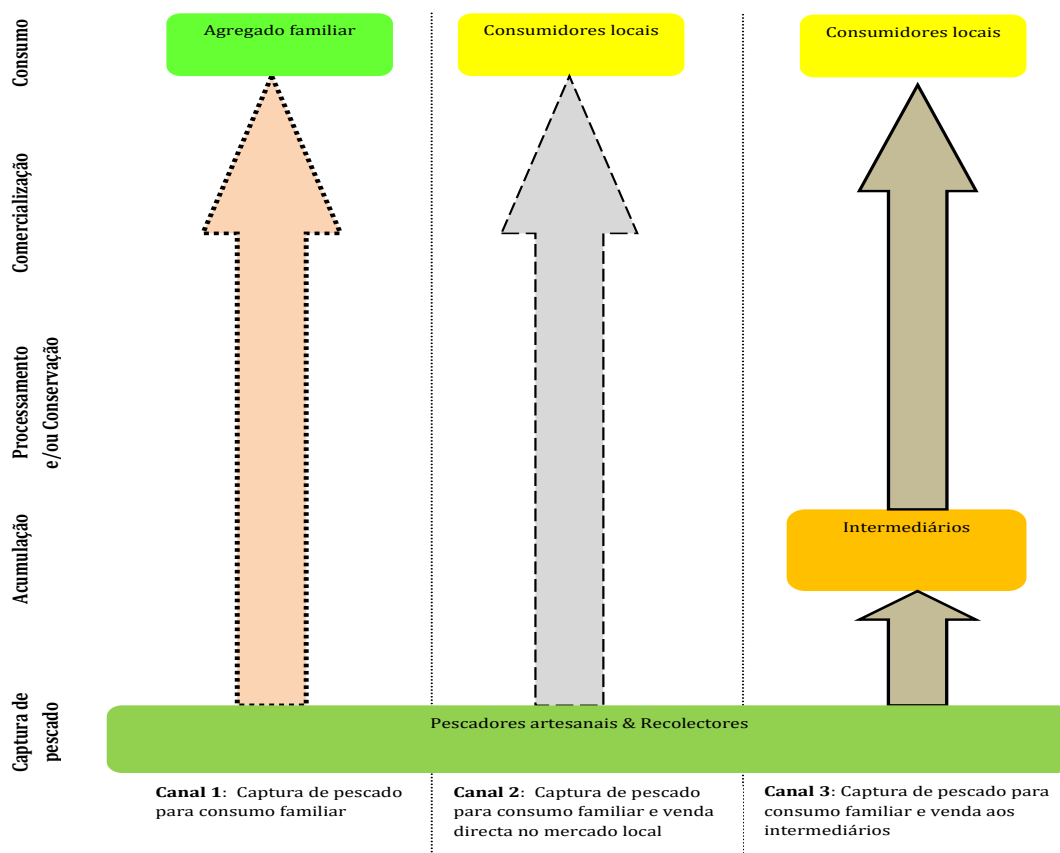 Consumo
Comercialização
Processamento
e/ou Conservação
Acumulação
Captura de
pescado
Agregado familiar
Consumidores locais
Consumidores locais
Intermediários
Pescadores artesanais & Recolectores
Canal 1: Captura de pescado
para consumo familiar
Canal 2: Captura de pescado
para consumo familiar e venda
directa no mercado local
Canal 3: Captura de pescado para
consumo familiar e venda aos
intermediários